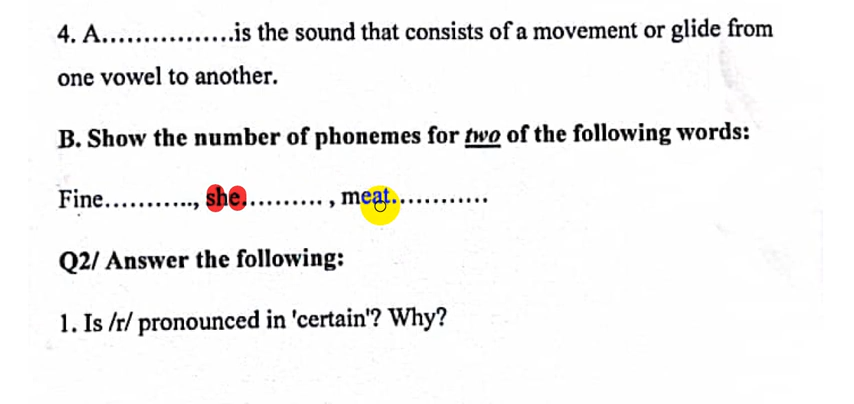 4. A.................is the sound that consists of a movement or glide from
one vowel to another.
B. Show the number of phonemes for two of the following words:
Fine..........., she.......... , meat.............
Q2/ Answer the following:
1. Is /r/ pronounced in 'certain'? Why?